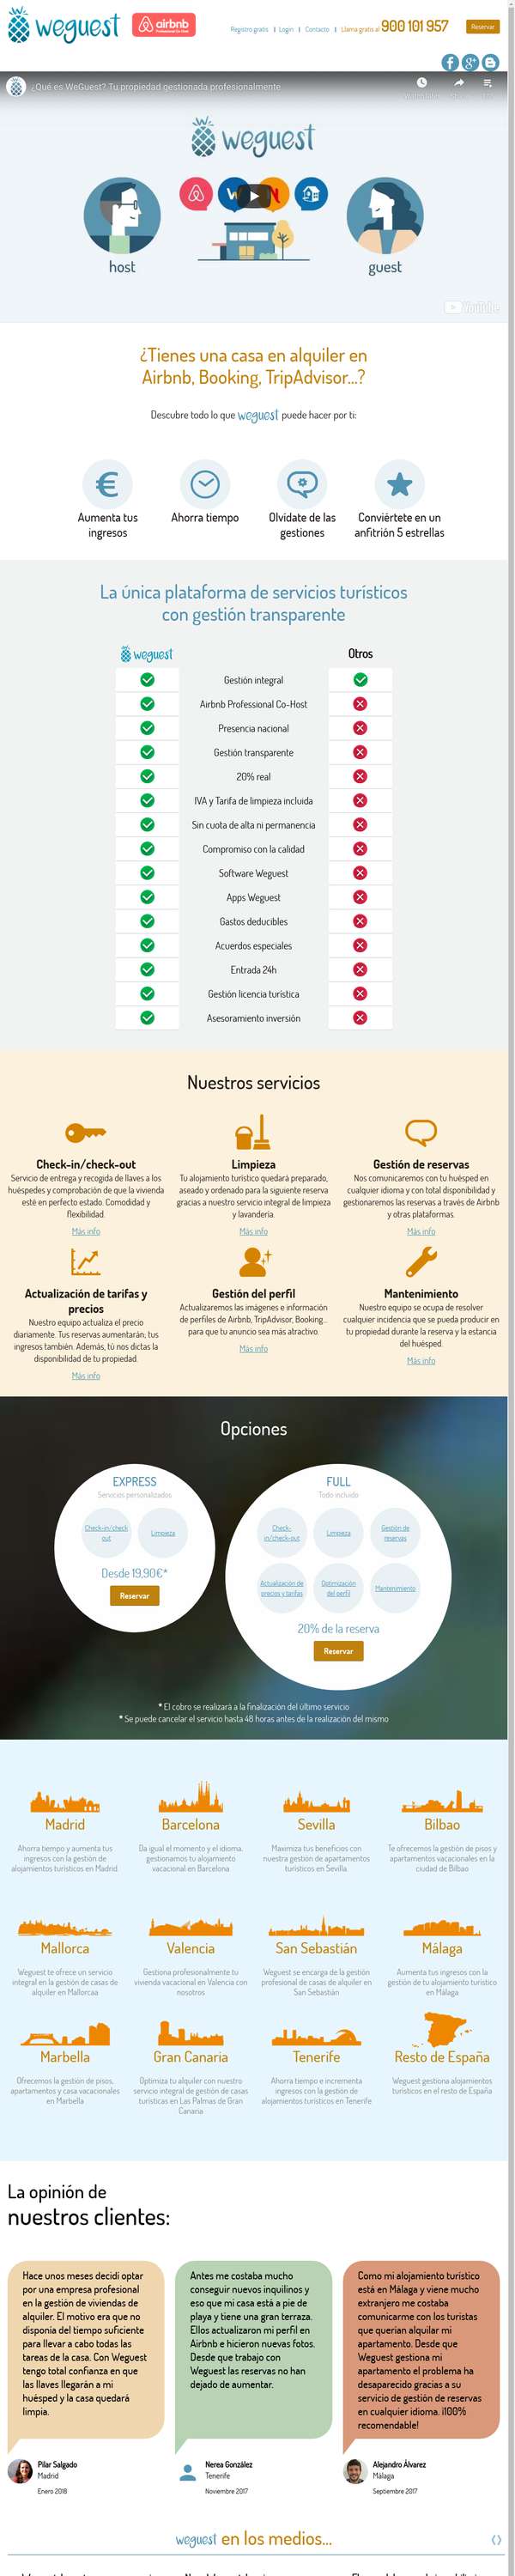 weguest
airbnb
Registro gratis | Login | Contacto | Llama gratis al 900 101 957
Reservar
¿Qué es WeGuest? Tu propiedad gestionada profesionalmente
weguest
host
guest
YouTube
¿Tienes una casa en alquiler en
Airbnb, Booking, TripAdvisor...?
Descubre todo lo que weguest puede hacer por ti:
Aumenta tus
ingresos
Ahorra tiempo
Olvidate de las
gestiones
Conviértete en un
anfitrión 5 estrellas
La única plataforma de servicios turísticos
con gestión transparente
weguest
Otros
Gestión integral
Airbnb Professional Co-Host
Presencia nacional
Gestión transparente
20% real
IVA y Tarifa de limpieza incluida
Sin cuota de alta ni permanencia
Compromiso con la calidad
Software Weguest
Apps Weguest
Gastos deducibles
Acuerdos especiales
Entrada 24h
Gestión licencia turística
Asesoramiento inversión
Nuestros servicios
Check-in/check-out
Servicio de entrega y recogida de llaves a los
huéspedes y comprobación de que la vivienda
esté en perfecto estado. Comodidad y
flexibilidad.
Más info
Limpieza
Tu alojamiento turístico quedará preparado,
aseado y ordenado para la siguiente reserva
gracias a nuestro servicio integral de limpieza
y lavandería.
Más info
Gestión de reservas
Nos comunicaremos con tu huésped en
cualquier idioma y con total disponibilidad y
gestionaremos las reservas a través de Airbnb
y otras plataformas.
Más info
Actualización de tarifas y
precios
Nuestro equipo actualiza el precio
diariamente. Tus reservas aumentarán, tus
ingresos también. Además, tú nos dictas la
disponibilidad de tu propiedad.
Más info
Gestión del perfil
Actualizaremos las imágenes e información
de perfiles de Airbnb, TripAdvisor, Booking...
para que tu anuncio sea más atractivo.
Más info
Mantenimiento
Nuestro equipo se ocupa de resolver
cualquier incidencia que se pueda producir en
tu propiedad durante la reserva y la estancia
del huésped.
Más info
Opciones
EXPRESS
Servicios personalizados
Check-in/check
out
Limpieza
Desde 19,90€*
Reservar
FULL
Todo incluido
Check-
in/check-out
Limpieza
Gestión de
reservas
Actualización de
precios y tarifas
Optimización
del perfil
Mantenimiento
20% de la reserva
Reservar
* El cobro se realizará a la finalización del último servicio
* Se puede cancelar el servicio hasta 48 horas antes de la realización del mismo
Madrid
Ahorra tiempo y aumenta tus
ingresos con la gestión de
alojamientos turísticos en Madrid
Barcelona
Da igual el momento y el idioma,
gestionamos tu alojamiento
vacacional en Barcelona
Sevilla
Maximiza tus beneficios con
nuestra gestión de apartamentos
turísticos en Sevilla
Bilbao
Te ofrecemos la gestión de pisos y
apartamentos vacacionales en la
ciudad de Bilbao
Mallorca
Weguest te ofrece un servicio
integral en la gestión de casas de
alquiler en Mallorcaa
Valencia
Gestiona profesionalmente tu
vivienda vacacional en Valencia con
nosotros
San Sebastián
Weguest se encarga de la gestión
profesional de casas de alquiler en
San Sebastián
Málaga
Aumenta tus ingresos con la
gestión de tu alojamiento turístico
en Málaga
Marbella
Ofrecemos la gestión de pisos,
apartamentos y casa vacacionales
en Marbella
Gran Canaria
Optimiza tu alquiler con nuestro
servicio integral de gestión de casas
turísticas en Las Palmas de Gran
Canaria
Tenerife
Ahorra tiempo e incrementa
ingresos con la gestión de
alojamientos turísticos en Tenerife
Resto de España
Weguest gestiona alojamientos
turísticos en el resto de España
La opinión de
nuestros clientes:
Hace unos meses decidí optar
por una empresa profesional
en la gestión de viviendas de
alquiler. El motivo era que no
disponía del tiempo suficiente
para llevar a cabo todas las
tareas de la casa. Con Weguest
tengo total confianza en que
las llaves llegarán a mi
huésped y la casa quedará
limpia.
Pilar Salgado
Madrid
Enero 2018
Antes me costaba mucho
conseguir nuevos inquilinos y
eso que mi casa está a pie de
playa y tiene una gran terraza.
Ellos actualizaron mi perfil en
Airbnb e hicieron nuevas fotos.
Desde que trabajo con
Weguest las reservas no han
dejado de aumentar.
Nerea González
Tenerife
Noviembre 2017
Como mi alojamiento turístico
está en Málaga y viene mucho
extranjero me costaba
comunicarme con los turistas
que querían alquilar mi
apartamento. Desde que
Weguest gestiona mi
apartamento el problema ha
desaparecido gracias a su
servicio de gestión de reservas
en cualquier idioma. ¡100%
recomendable!
Alejandro Álvarez
Málaga
Septiembre 2017
weguest en los medios...